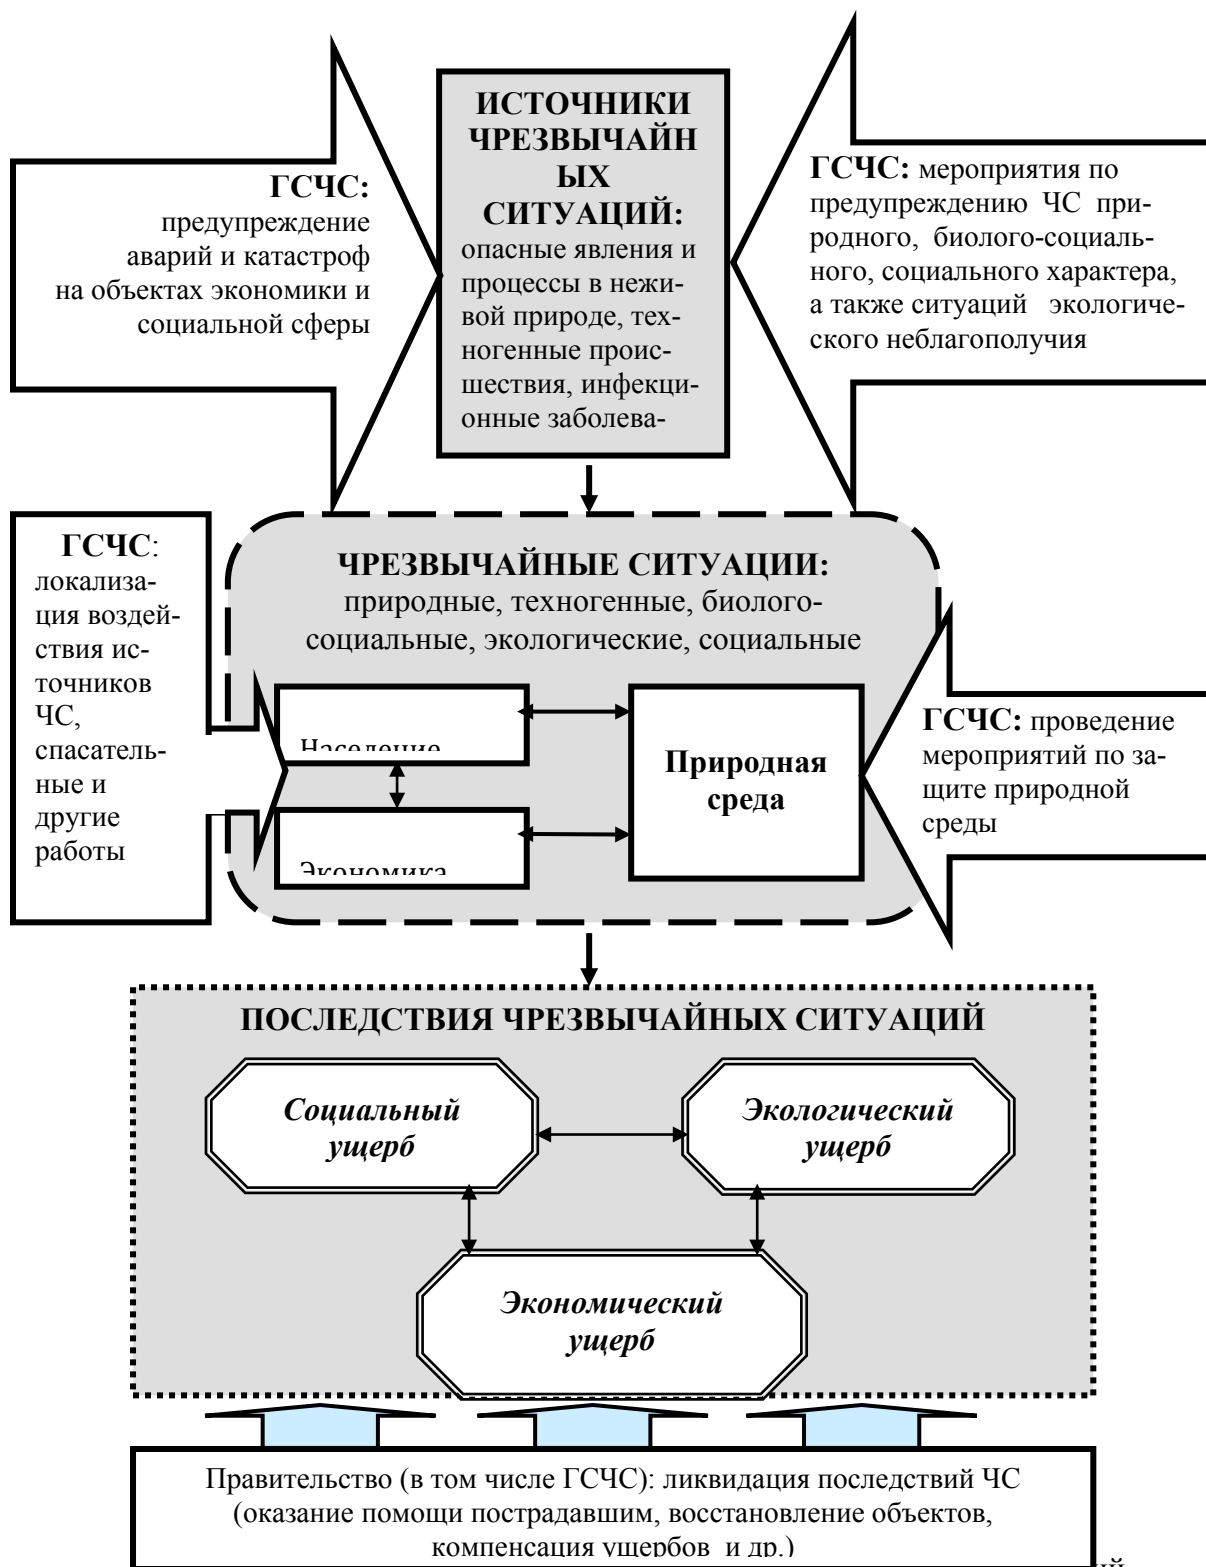 ИСТОЧНИКИ
ЧРЕЗВЫЧАЙН
ЫХ
СИТУАЦИЙ:
опасные явления и
процессы в нежи-
вой природе, тех-
ногенные проис-
шествия, инфекци-
онные заболева-
ГСЧС:
предупреждение
аварий и катастроф
на объектах экономики и
социальной сферы
ГСЧС: мероприятия по
предупреждению ЧС при-
родного, биолого-социаль-
ного, социального характера,
а также ситуаций экологиче-
ского неблагополучия
ГСЧС:
локализа-
ция воздей-
ствия ис-
точников
ЧС,
спасатель-
ные и
другие
работы
ЧРЕЗВЫЧАЙНЫЕ СИТУАЦИИ:
природные, техногенные, биолого-
социальные, экологические, социальные
Население
Экономика
Природная
среда
ГСЧС: проведение
мероприятий по за-
щите природной
среды
ПОСЛЕДСТВИЯ ЧРЕЗВЫЧАЙНЫХ СИТУАЦИЙ
Социальный
ущерб
Экологический
ущерб
Экономический
ущерб
Правительство (в том числе ГСЧС): ликвидация последствий ЧС
(оказание помощи пострадавшим, восстановление объектов,
компенсация ущербов и др.)